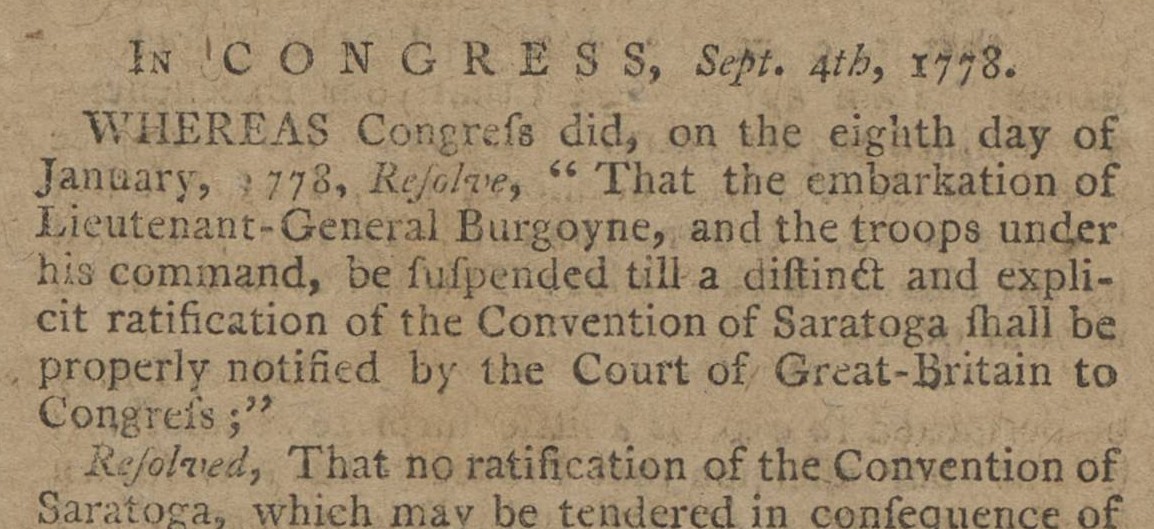 In CONGRESS, Sept. 4th, 1778.
WHEREAS Congreſs did, on the eighth day of
January, 1778, Reſolve, “ That the embarkation of
Lieutenant-General Burgoyne, and the troops under
his command, be ſuſpended till a diſtinct and expli-
cit ratification of the Convention of Saratoga ſhall be
properly notified by the Court of Great-Britain to
Congreſs ;”
Reſolved, That no ratification of the Convention of
Saratoga, which may be tendered in conſequence of